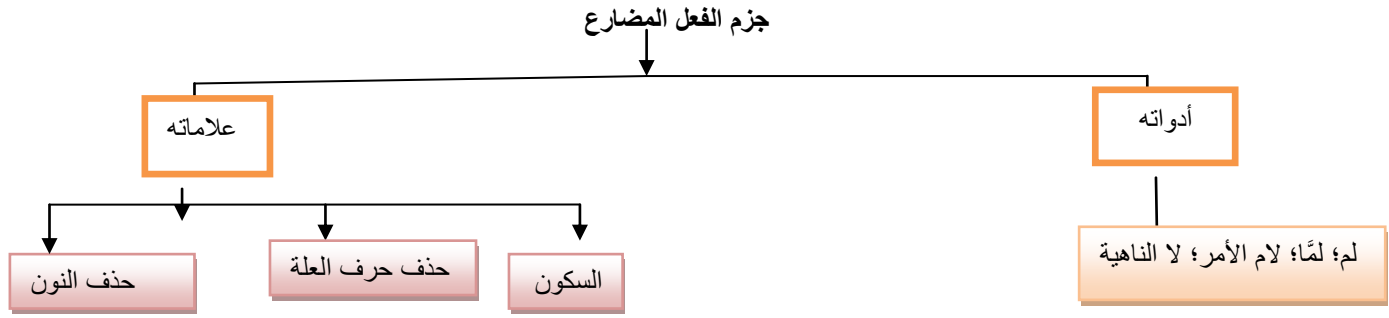 جزم الفعل المضارع
أدواته
علاماته
لم؛ لمَّا؛ لام الأمر؛ لا الناهية
السكون
حذف حرف العلة
حذف النون